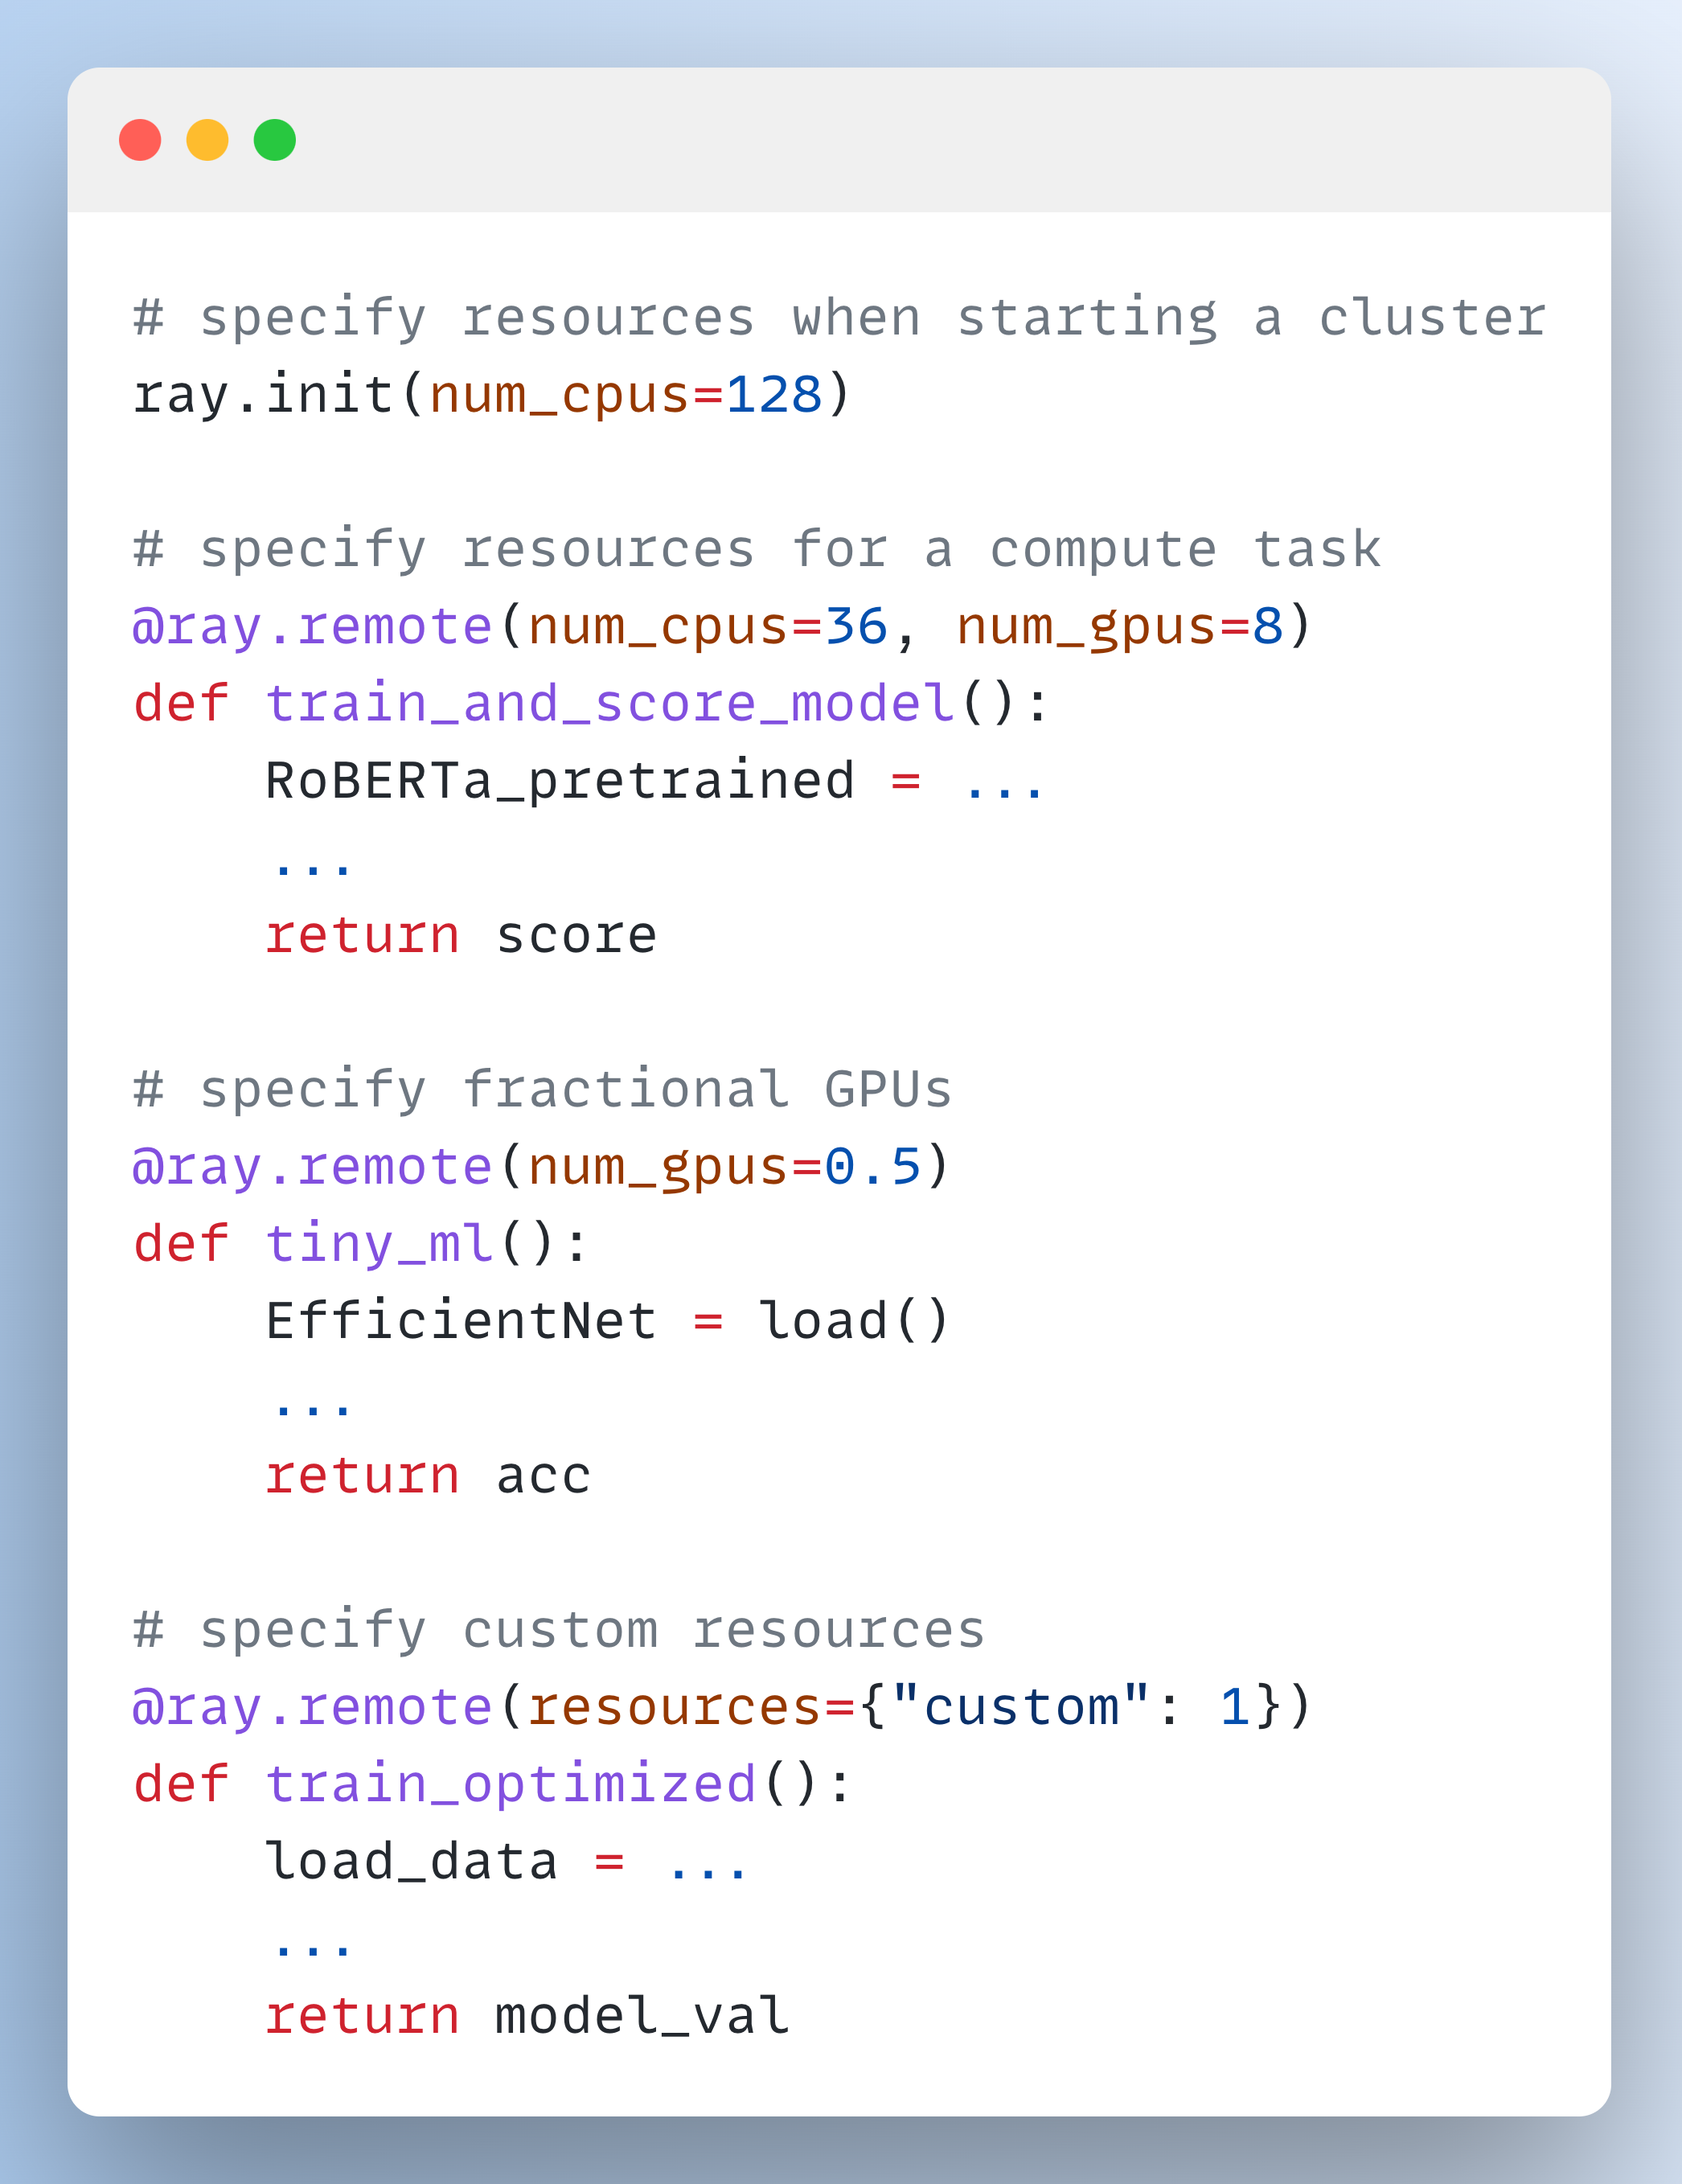 # specify resources when starting a cluster
ray.init(num_cpus=128)
# specify resources for a compute task
@ray.remote(num_cpus=36, num_gpus=8)
def train_and_score_model():
    RoBERTa_pretrained = ...
    ...
    return score
# specify fractional GPUs
@ray.remote(num_gpus=0.5)
def tiny_ml():
    EfficientNet = load()
    ...
    return acc
# specify custom resources
@ray.remote(resources={"custom": 1})
def train_optimized():
    load_data = ...
    ...
    return model_val